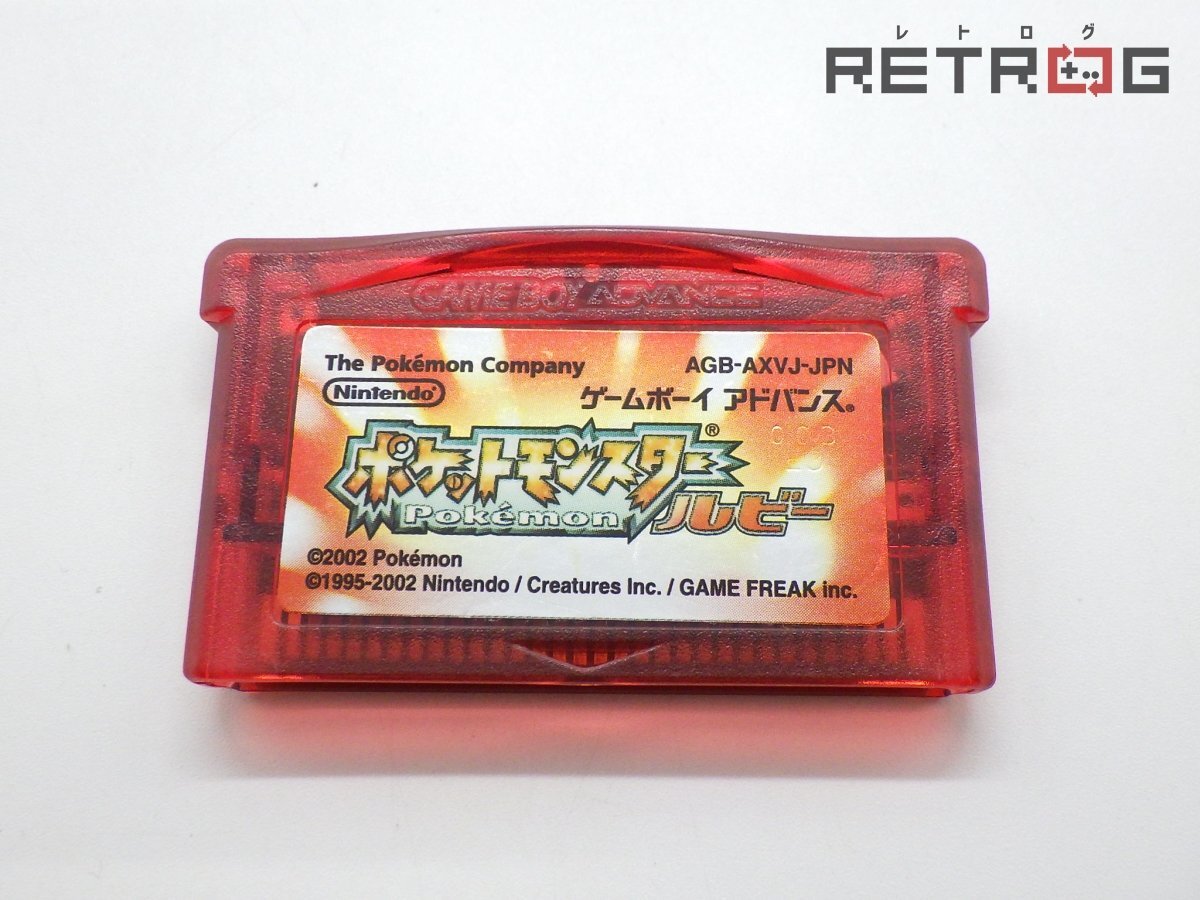 レトログ
RETROG
GAME BOY ADVANCE
The Pokémon Company AGB-AXVJ-JPN
Nintendo® ゲームボーイ アドバンス®
ポケットモンスター®
Pokémon ルビー
©2002 Pokémon
©1995-2002 Nintendo / Creatures Inc. / GAME FREAK inc.